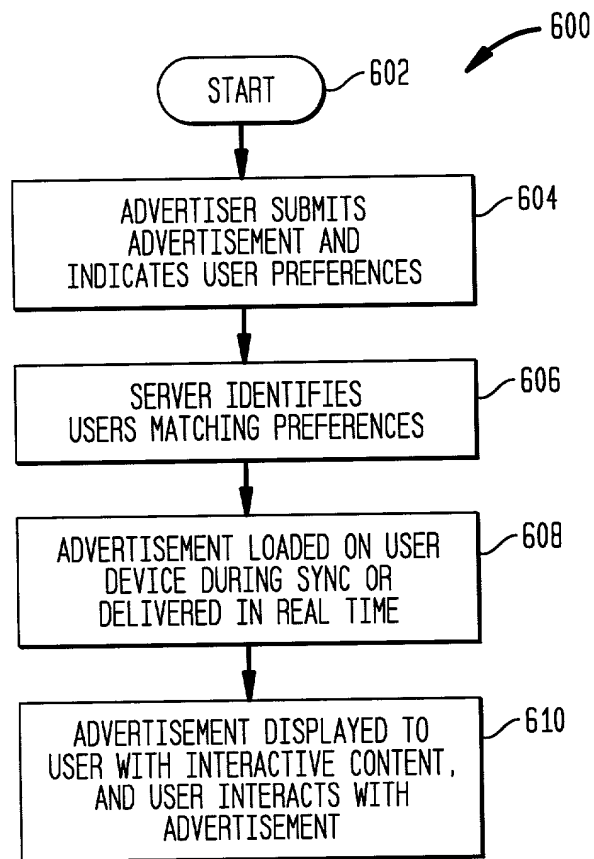 600
START
602
ADVERTISER SUBMITS
ADVERTISEMENT AND
INDICATES USER PREFERENCES
604
SERVER IDENTIFIES
USERS MATCHING PREFERENCES
606
ADVERTISEMENT LOADED ON USER
DEVICE DURING SYNC OR
DELIVERED IN REAL TIME
608
ADVERTISEMENT DISPLAYED TO
USER WITH INTERACTIVE CONTENT,
AND USER INTERACTS WITH
ADVERTISEMENT
610